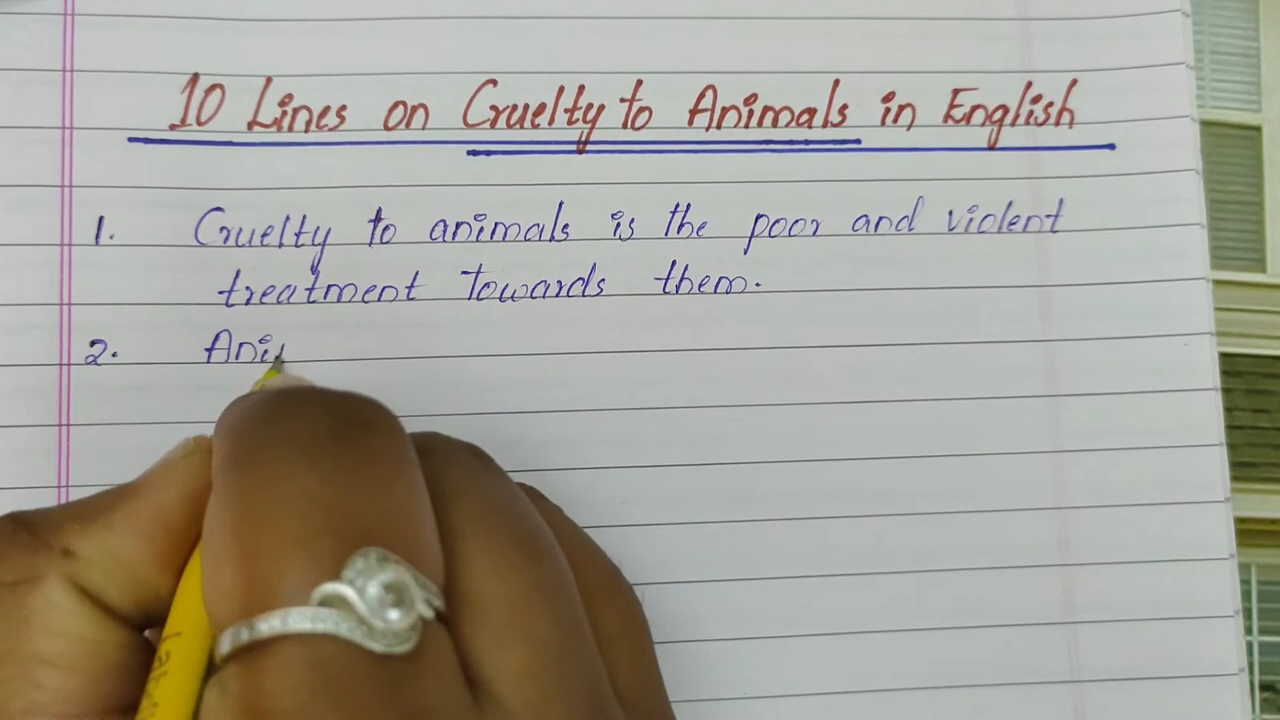 10 Lines on Cruelty to Animals in English
1. Cruelty to animals is the poor and violent
treatment towards them.
2. Ani